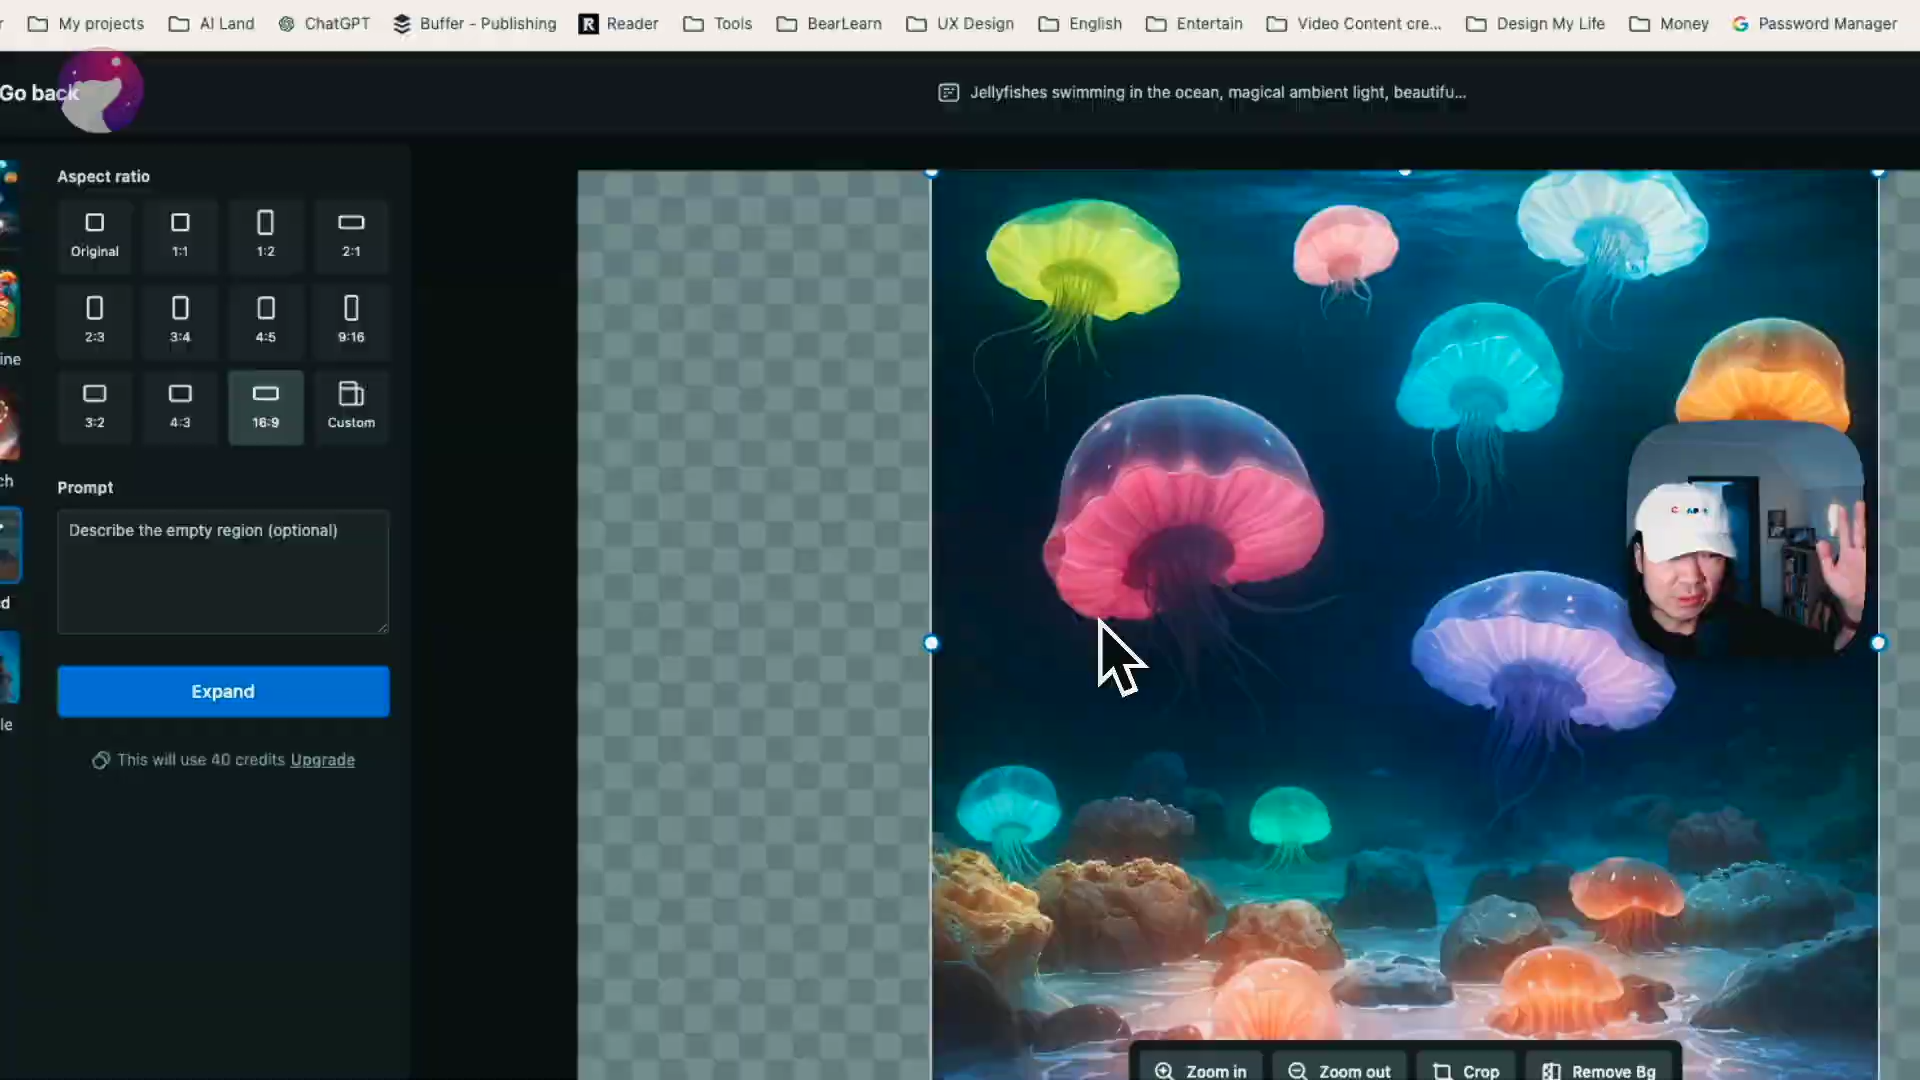 My projects AI Land ChatGPT Buffer - Publishing Reader Tools BearLearn UX Design English Entertain Video Content cre... Design My Life Money Password Manager
Go back
Jellyfishes swimming in the ocean, magical ambient light, beautifu...
Aspect ratio
Original 1:1 1:2 2:1
2:3 3:4 4:5 9:16
3:2 4:3 16:9 Custom
Prompt
Describe the empty region (optional)
Expand
This will use 40 credits Upgrade
ine
ch
d
le
Zoom in Zoom out Crop Remove Bg